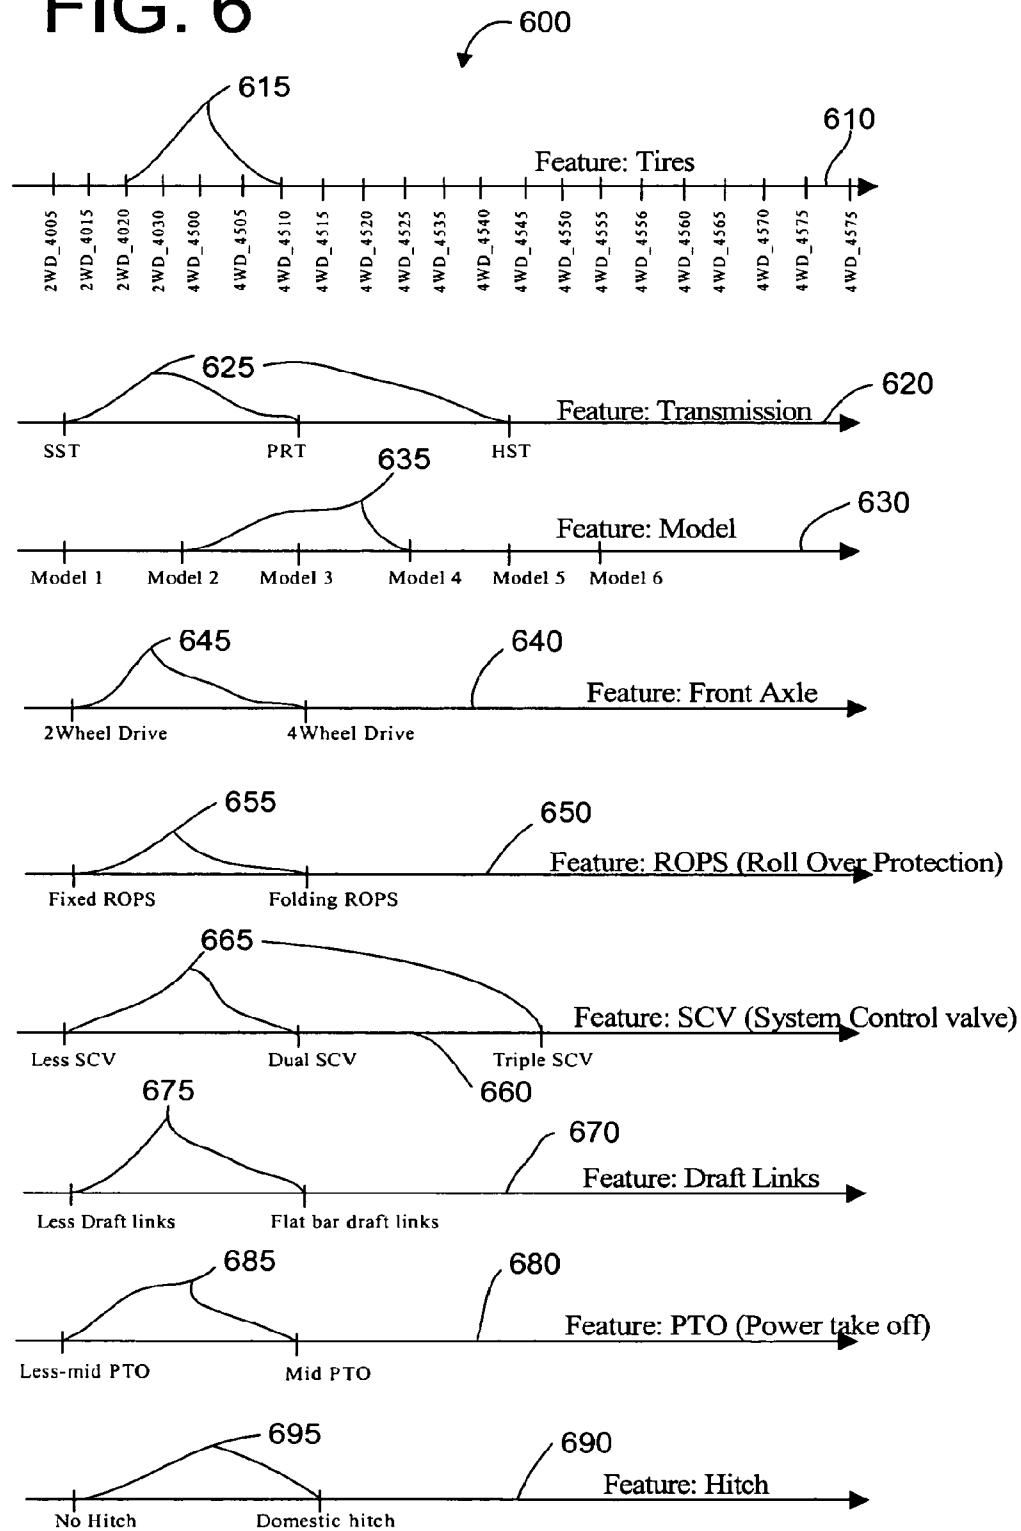 FIG. 6
600
615
610
Feature: Tires
2WD_4005
2WD_4015
2WD_4020
2WD_4030
4WD_4500
4WD_4505
4WD_4510
4WD_4515
4WD_4520
4WD_4525
4WD_4535
4WD_4540
4WD_4545
4WD_4550
4WD_4555
4WD_4556
4WD_4560
4WD_4565
4WD_4570
4WD_4575
4WD_4575
625
620
Feature: Transmission
SST
PRT
HST
635
630
Feature: Model
Model 1
Model 2
Model 3
Model 4
Model 5
Model 6
645
640
Feature: Front Axle
2Wheel Drive
4Wheel Drive
655
650
Feature: ROPS (Roll Over Protection)
Fixed ROPS
Folding ROPS
665
Feature: SCV (System Control valve)
Less SCV
Dual SCV
Triple SCV
660
675
670
Feature: Draft Links
Less Draft links
Flat bar draft links
685
680
Feature: PTO (Power take off)
Less-mid PTO
Mid PTO
695
690
Feature: Hitch
No Hitch
Domestic hitch